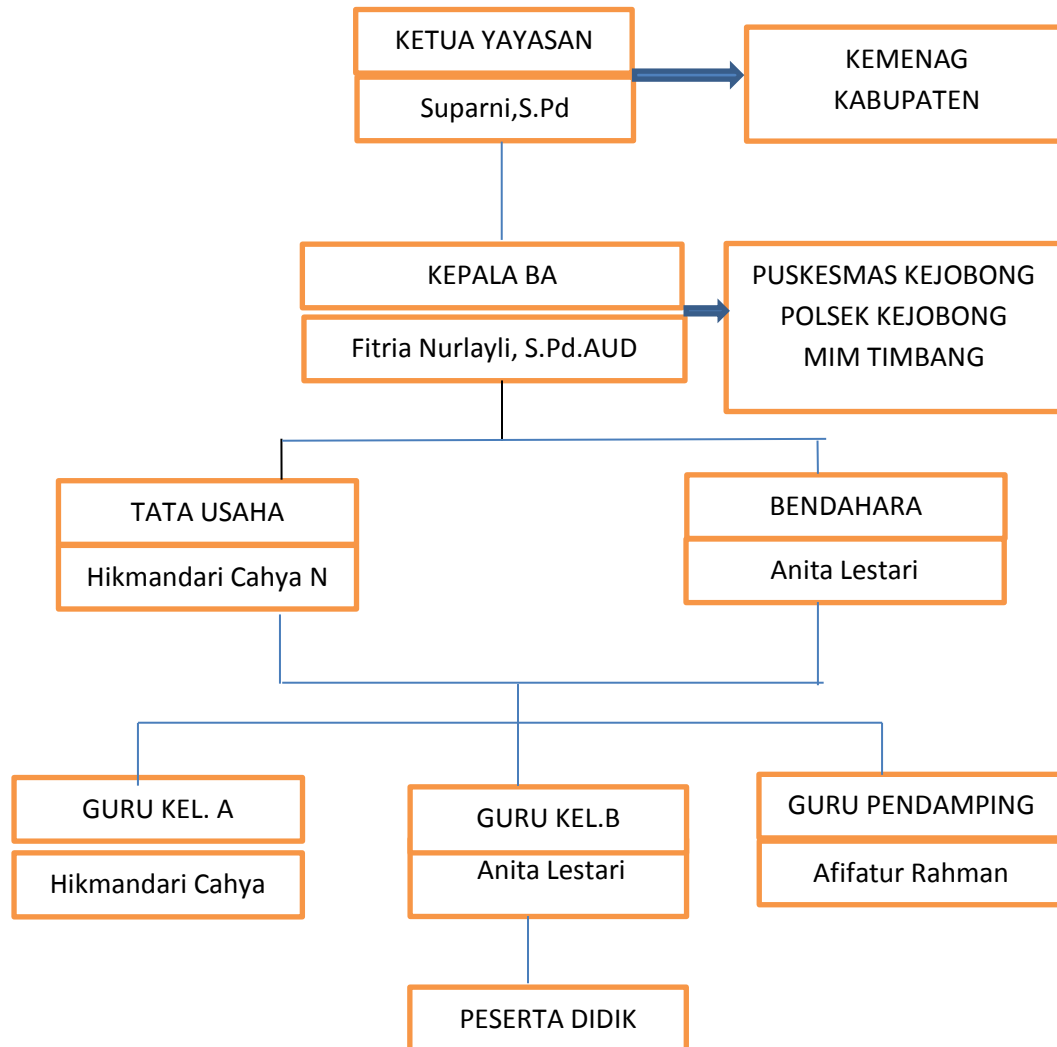 KETUA YAYASAN
Suparni,S.Pd
KEMENAG
KABUPATEN
KEPALA BA
Fitria Nurlayli, S.Pd.AUD
PUSKESMAS KEJOBONG
POLSEK KEJOBONG
MIM TIMBANG
TATA USAHA
Hikmandari Cahya N
BENDAHARA
Anita Lestari
GURU KEL. A
Hikmandari Cahya
GURU KEL.B
Anita Lestari
GURU PENDAMPING
Afifatur Rahman
PESERTA DIDIK